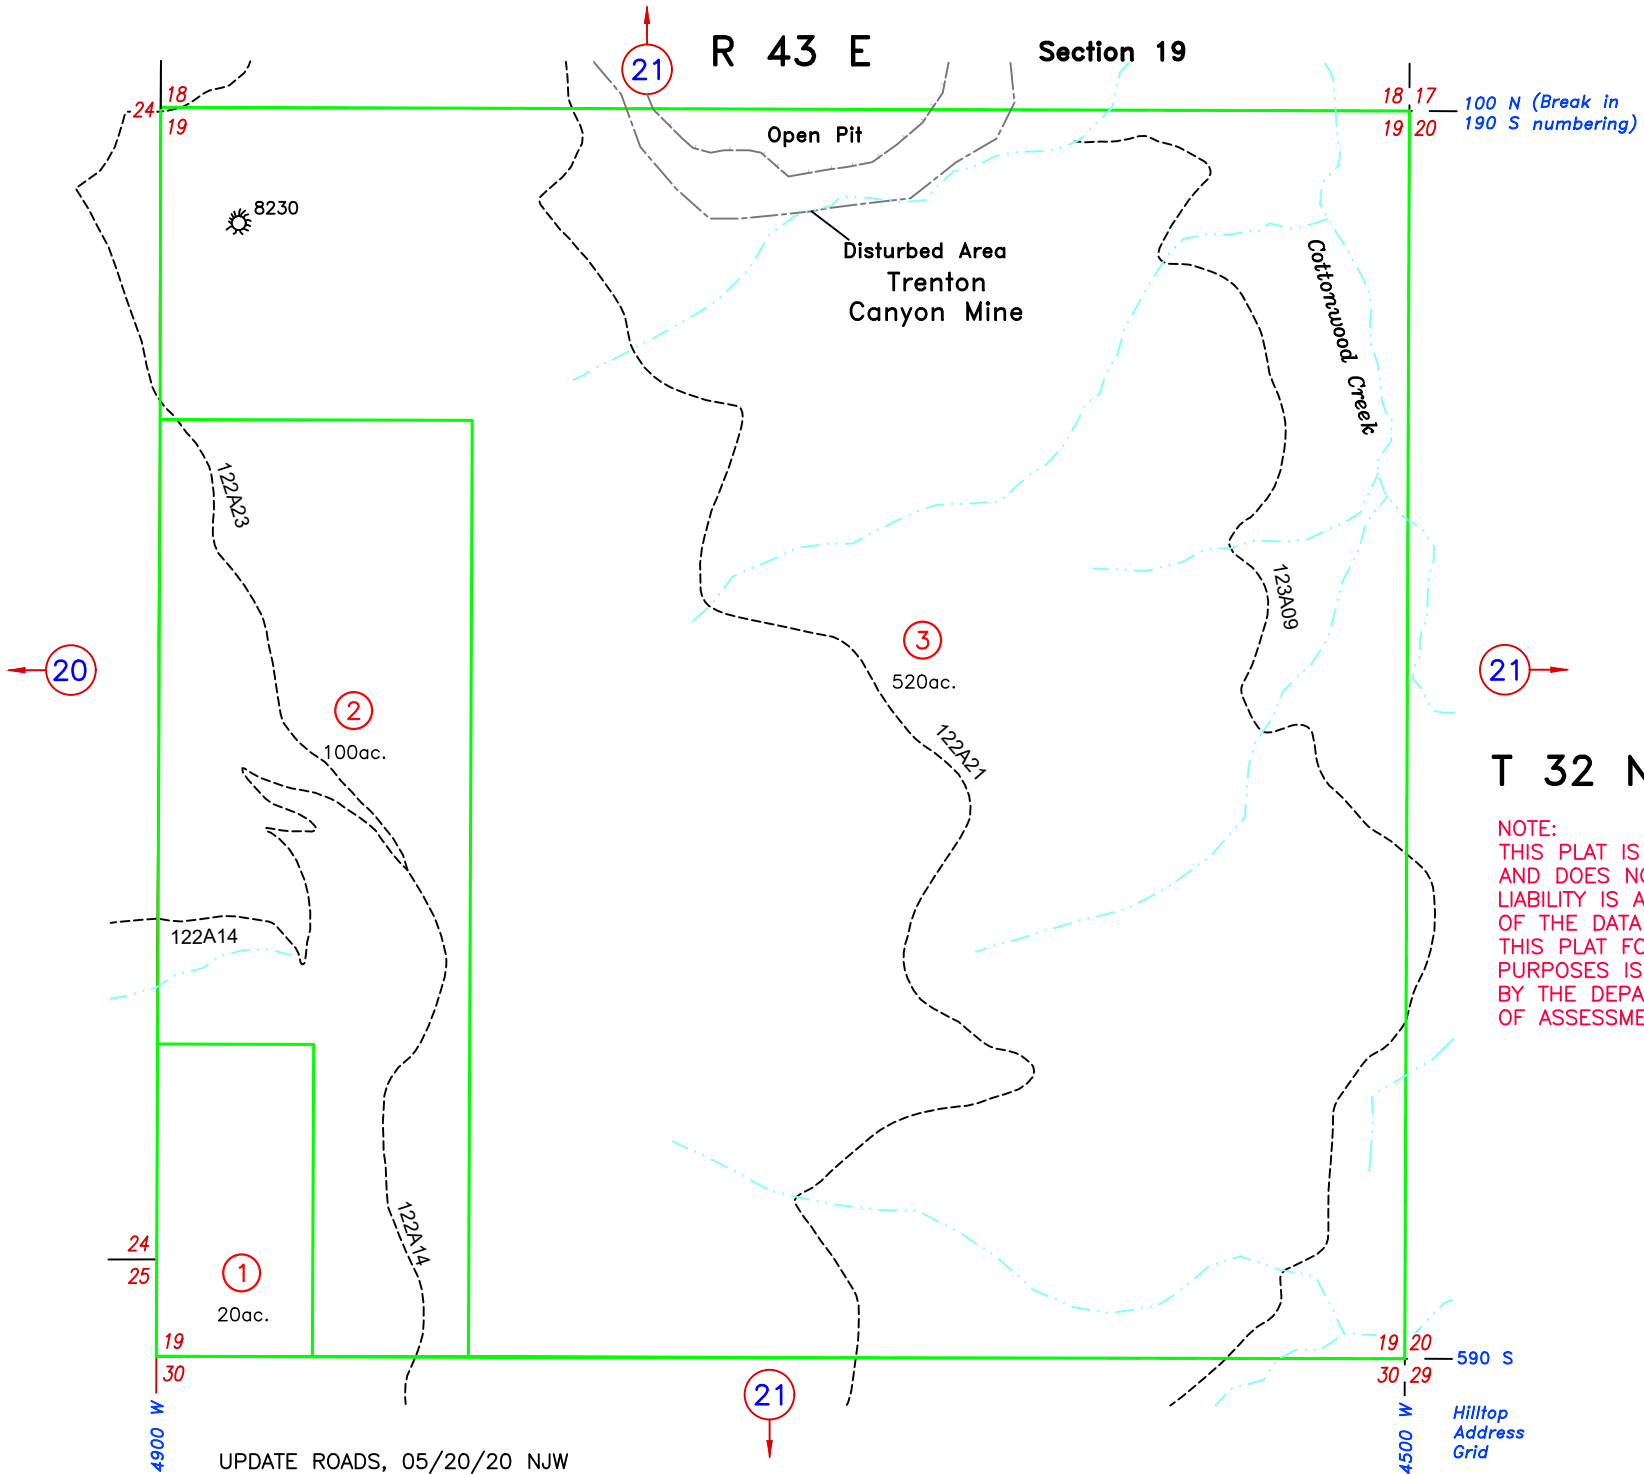 21
R 43 E
Section 19
18
24
19
18 17
19 20
100 N (Break in
190 S numbering)
Open Pit
8230
Disturbed Area
Trenton
Canyon Mine
Cottonwood Creek
122A23
123A09
3
520ac.
20
21
2
100ac.
122A21
T 32 N
NOTE:
THIS PLAT IS
AND DOES NO
LIABILITY IS A
OF THE DATA
THIS PLAT FO
PURPOSES IS
BY THE DEPA
OF ASSESSME
122A14
122A14
24
25
1
20ac.
19
30
19 20
30 29
590 S
21
4900 W
4500 W
Hilltop
Address
Grid
UPDATE ROADS, 05/20/20 NJW